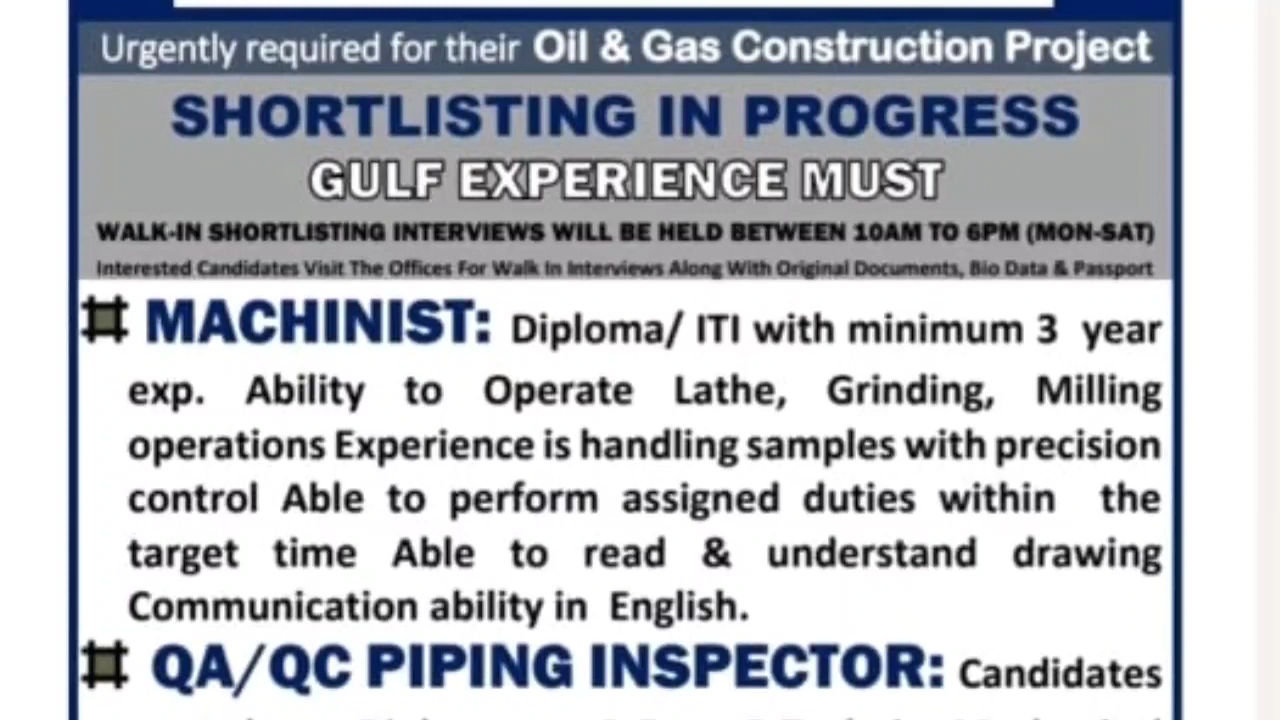 Urgently required for their Oil & Gas Construction Project
SHORTLISTING IN PROGRESS
GULF EXPERIENCE MUST
WALK-IN SHORTLISTING INTERVIEWS WILL BE HELD BETWEEN 10AM TO 6PM (MON-SAT)
Interested Candidates Visit The Offices For Walk In Interviews Along With Original Documents, Bio Data & Passport
MACHINIST: Diploma/ ITI with minimum 3 year
exp. Ability to Operate Lathe, Grinding, Milling
operations Experience is handling samples with precision
control Able to perform assigned duties within the
target time Able to read & understand drawing
Communication ability in English.
QA/QC PIPING INSPECTOR: Candidates